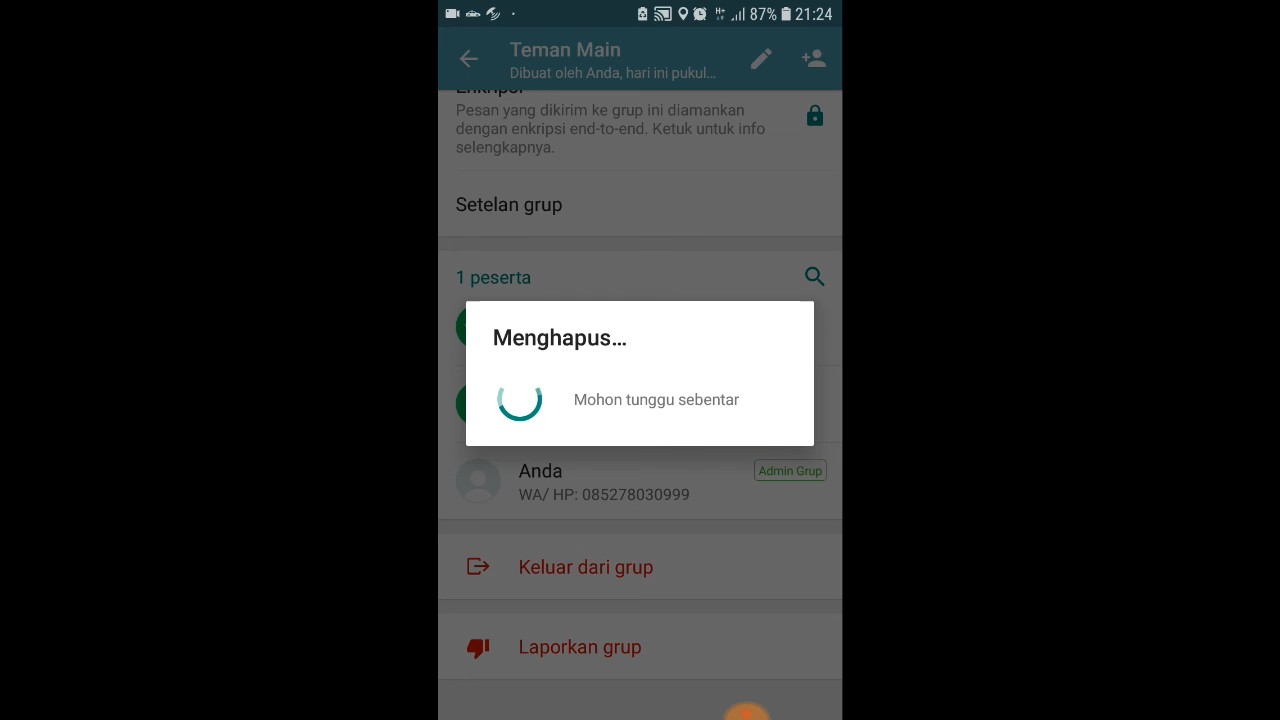 H+ 87% 21:24
Teman Main
Dibuat oleh Anda, hari ini pukul...
Enkripsi
Pesan yang dikirim ke grup ini diamankan
dengan enkripsi end-to-end. Ketuk untuk info
selengkapnya.
Setelan grup
1 peserta
Menghapus...
Mohon tunggu sebentar
Anda
Admin Grup
WA/ HP: 085278030999
Keluar dari grup
Laporkan grup